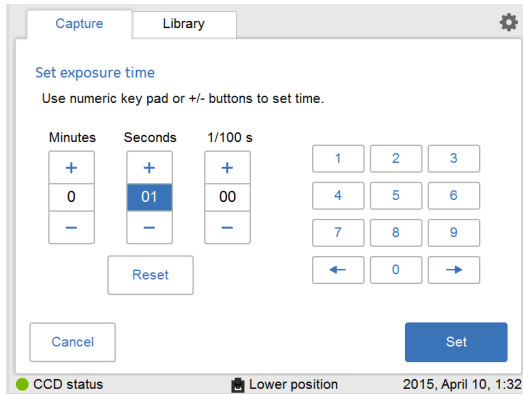 Capture Library
Set exposure time
Use numeric key pad or +/- buttons to set time.
Minutes Seconds 1/100 s
+ + +
0 01 00
− − −
1 2 3
4 5 6
7 8 9
← 0 →
Reset
Cancel Set
CCD status Lower position 2015, April 10, 1:32